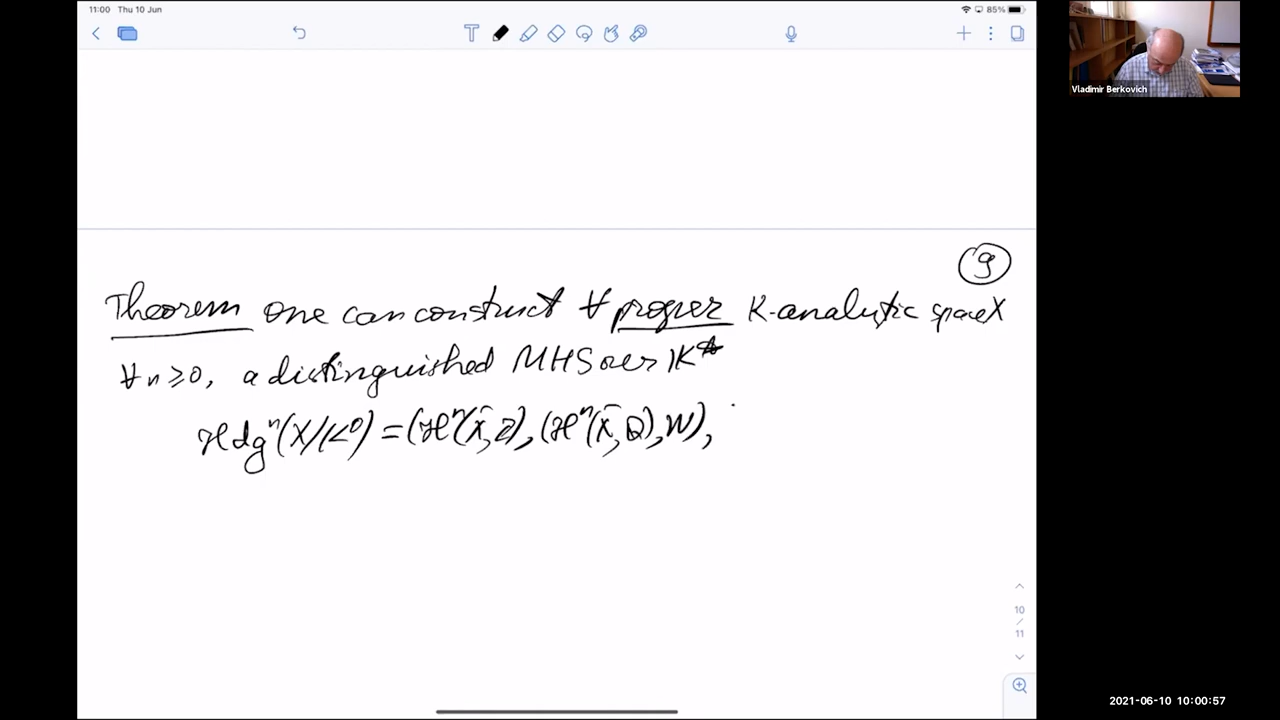 11:00 Thu 10 Jun
85%
Vladimir Berkovich
9
Theorem one can construct ∀ proper K-analytic space X
∀ n ≥ 0, a distinguished MHS over K
Hdg^n(X/K^0) = (H^n(X̄, Z), (H^n(X̄, Q), W),
10
/
11
2021-06-10 10:00:57